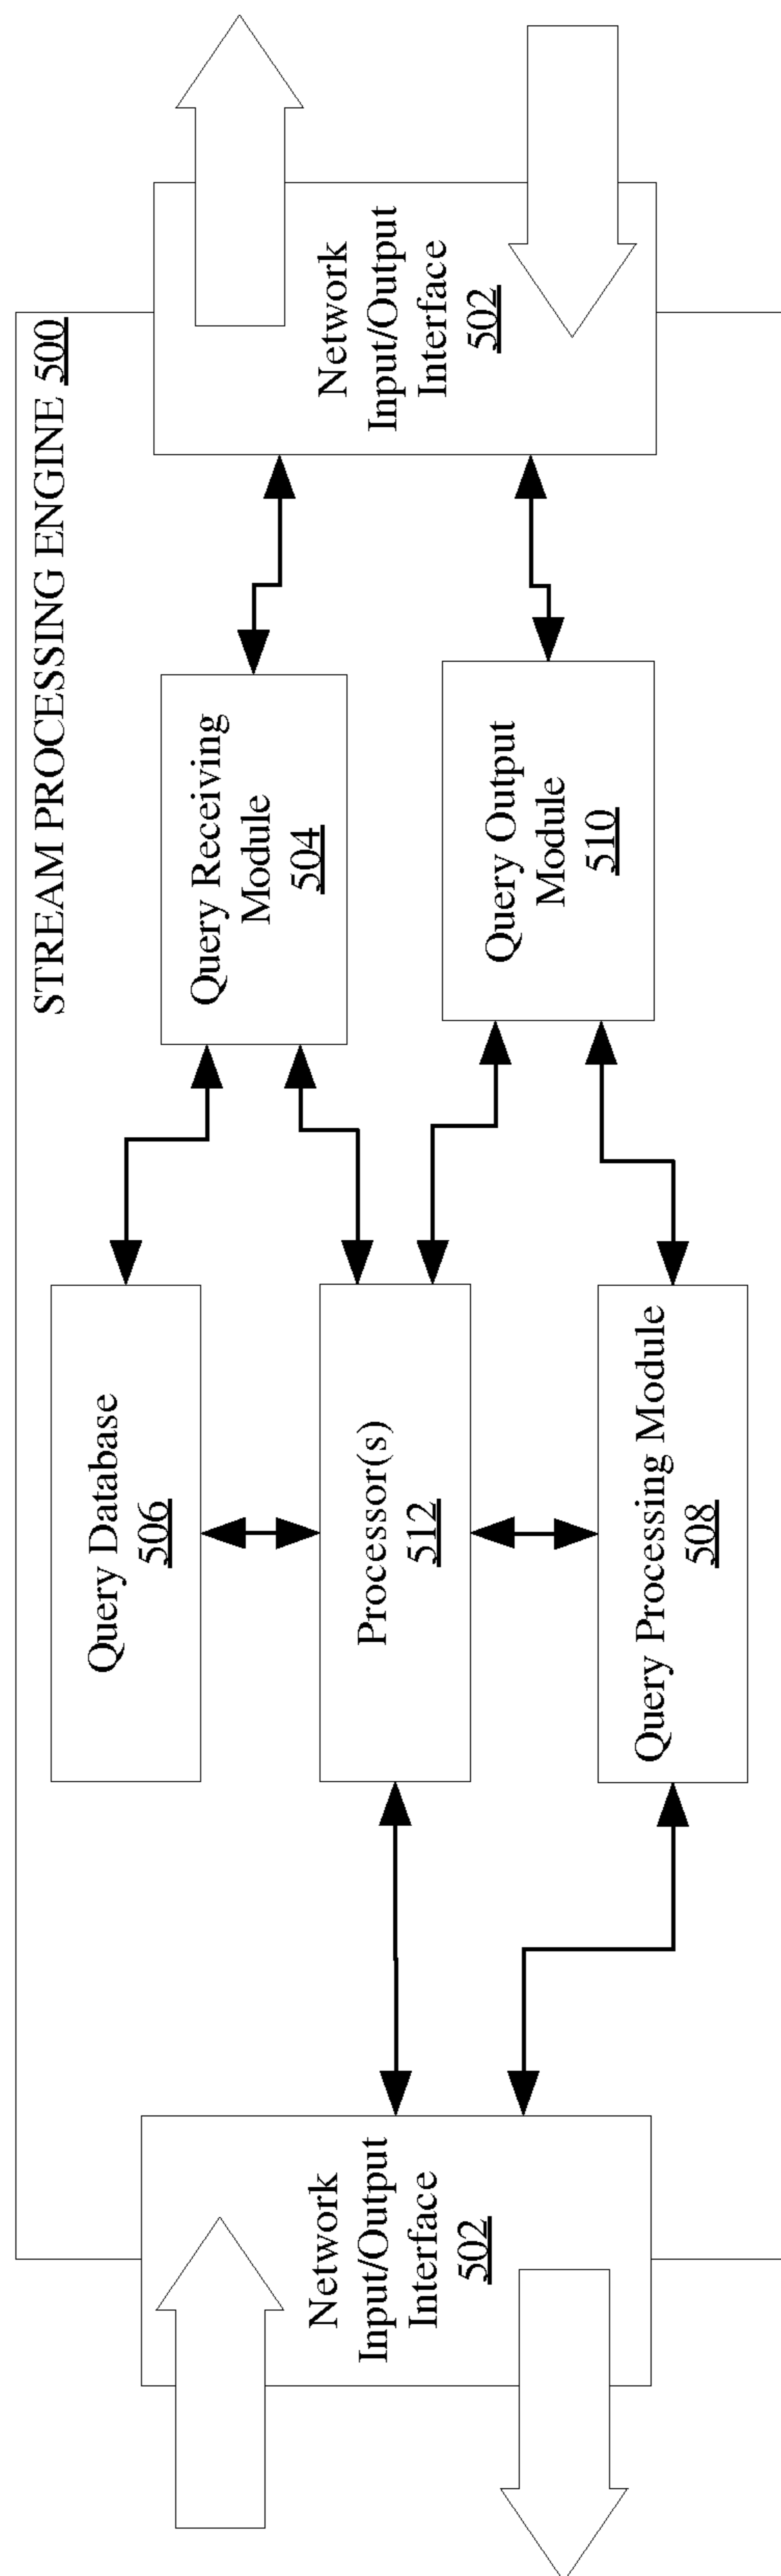 STREAM PROCESSING ENGINE 500
Network
Input/Output
Interface
502
Query Database
506
Processor(s)
512
Query Processing Module
508
Query Receiving
Module
504
Query Output
Module
510
Network
Input/Output
Interface
502